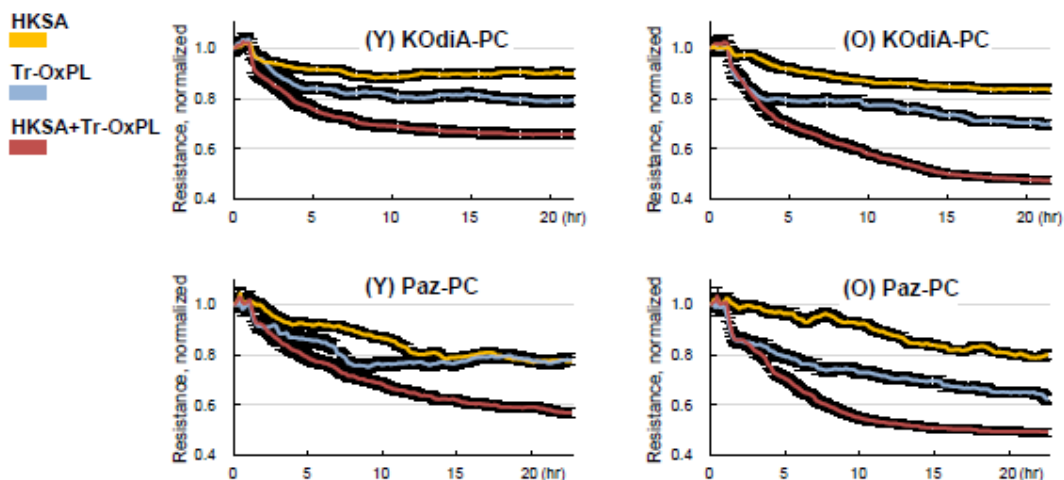 HKSA
Tr-OxPL
HKSA+Tr-OxPL
(Y) KOdiA-PC
Resistance, normalized
1.0
0.8
0.6
0.4
0 5 10 15 20 (hr)
(O) KOdiA-PC
Resistance, normalized
1.0
0.8
0.6
0.4
0 5 10 15 20 (hr)
(Y) Paz-PC
Resistance, normalized
1.0
0.8
0.6
0.4
0 5 10 15 20 (hr)
(O) Paz-PC
Resistance, normalized
1.0
0.8
0.6
0.4
0 5 10 15 20 (hr)